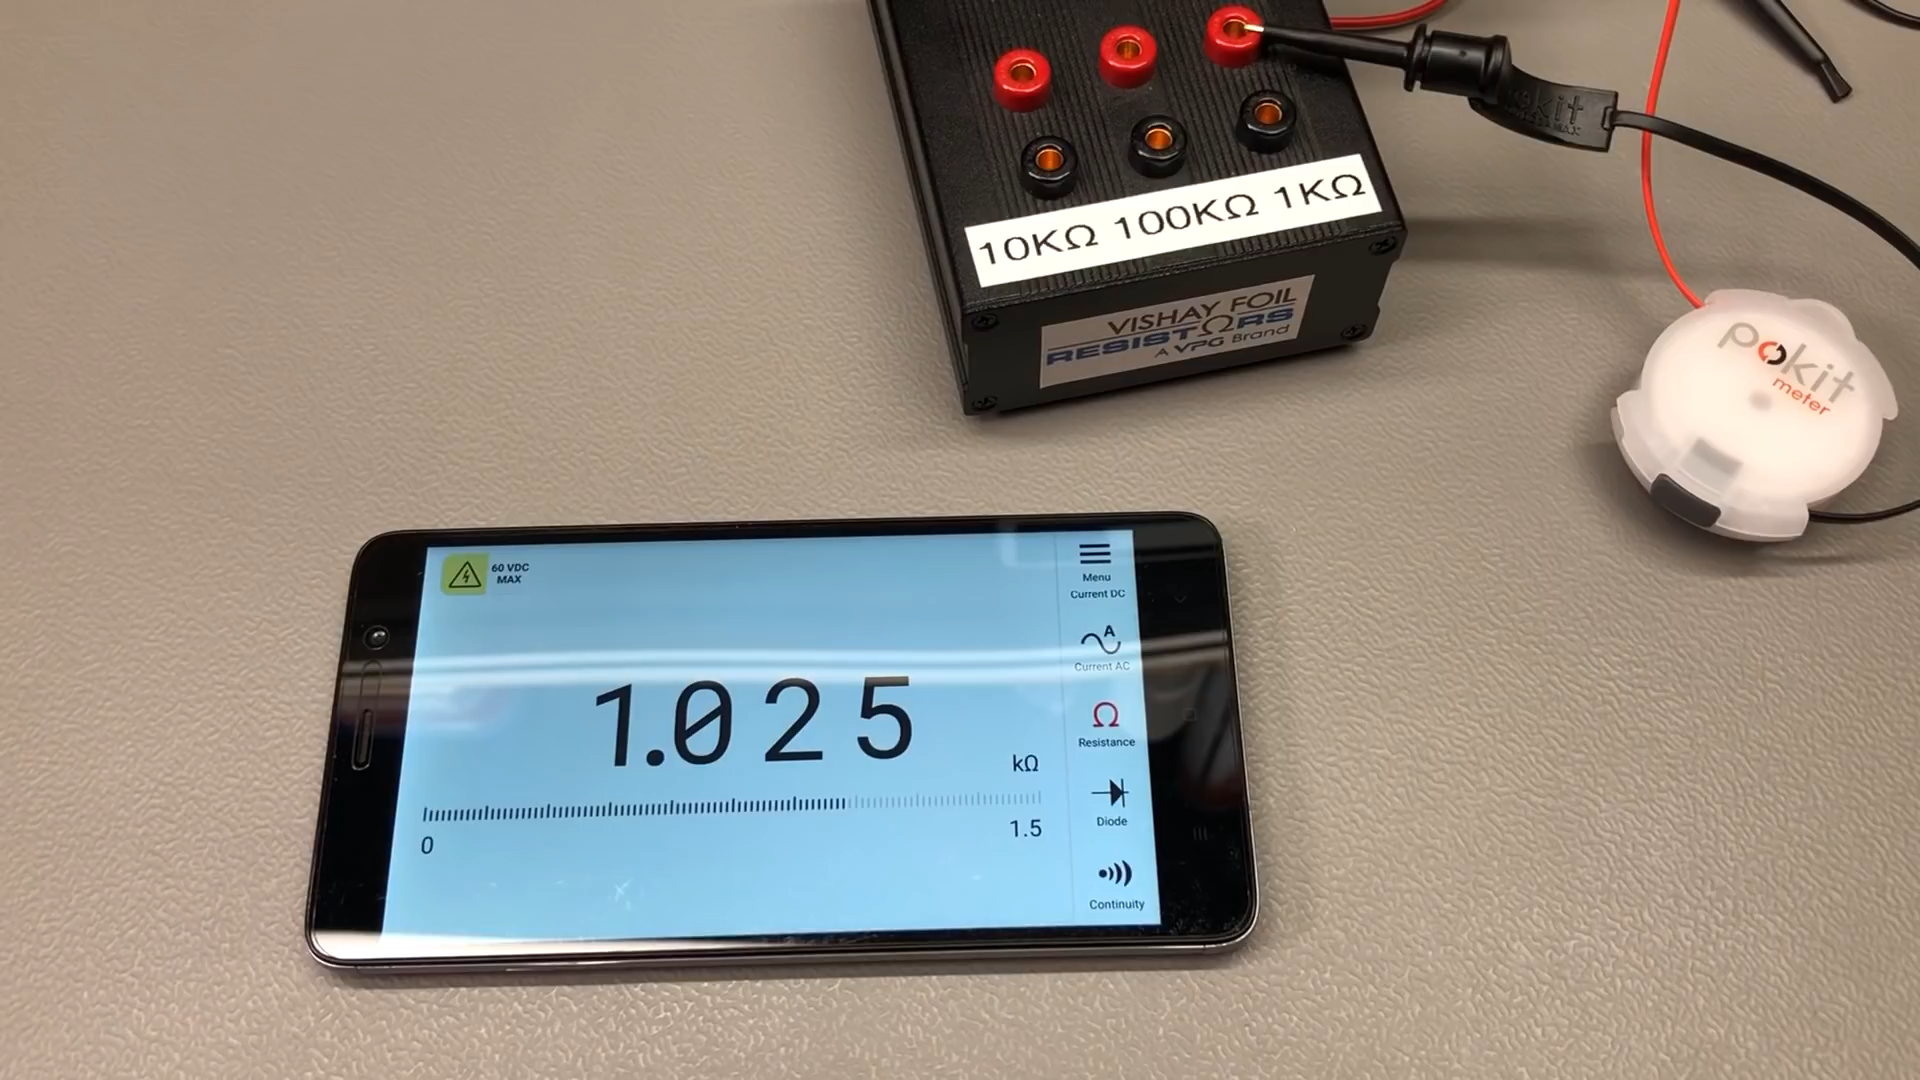 10KΩ 100KΩ 1KΩ
VISHAY FOIL
RESISTΩRS
A VPG Brand
pokit
meter
60 VDC
MAX
Menu
Current DC
A
Current AC
1.025
kΩ
Ω
Resistance
0
1.5
Diode
Continuity